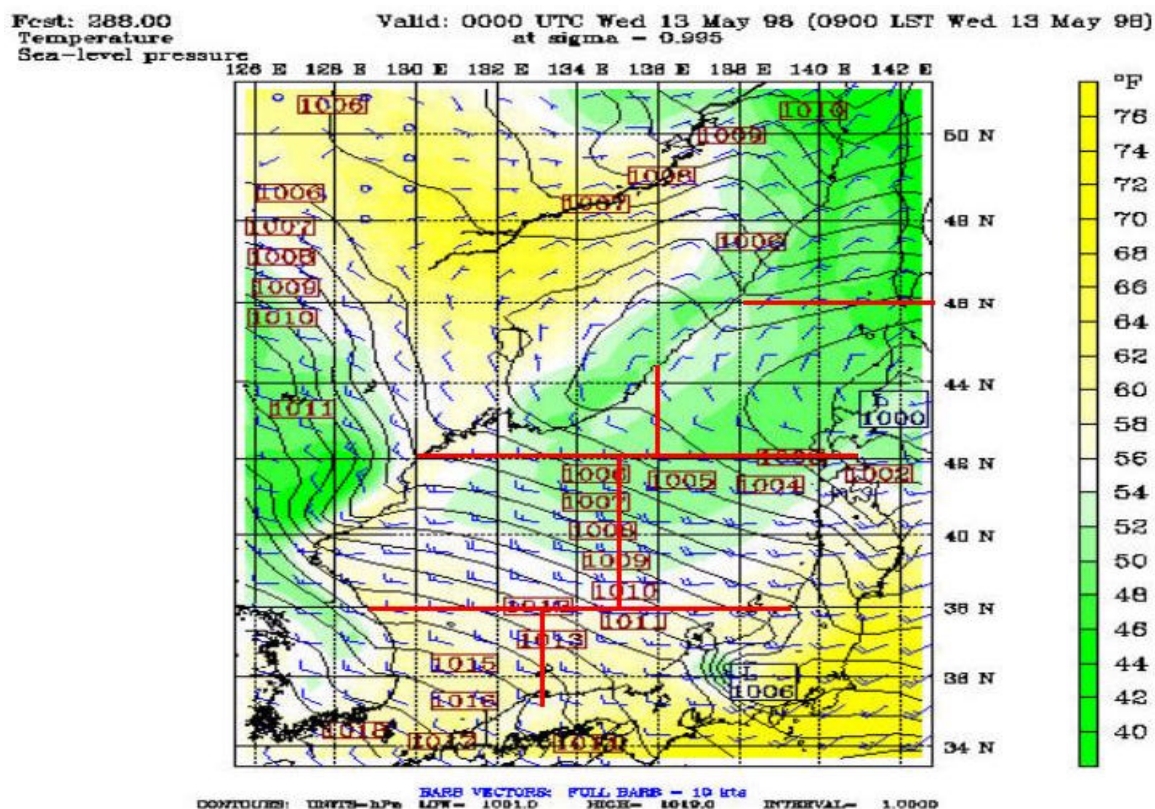 Fcst: 288.00 Valid: 0000 UTC Wed 13 May 98 (0900 LST Wed 13 May 98)
Temperature at sigma = 0.995
Sea-level pressure
126 E 128 E 130 E 132 E 134 E 136 E 138 E 140 E 142 E
°F
1006 1010
76
1009 50 N
74
1008
1006 1007 72
48 N
1007 1006 70
1008 68
1009 66
46 N
1010 64
62
44 N
60
1011 L
1000
58
42 N
56
1006 1005 1004 1002
54
1007
52
1008 40 N
50
1009
1010 48
38 N
1011
46
1013
1015 44
L 36 N
1006
1016 42
1012 1011 34 N
40
BARB VECTORS: FULL BARB = 10 kts
CONTOURS: UNITS=hPa LOW= 1001.0 HIGH= 1019.0 INTERVAL= 1.0000